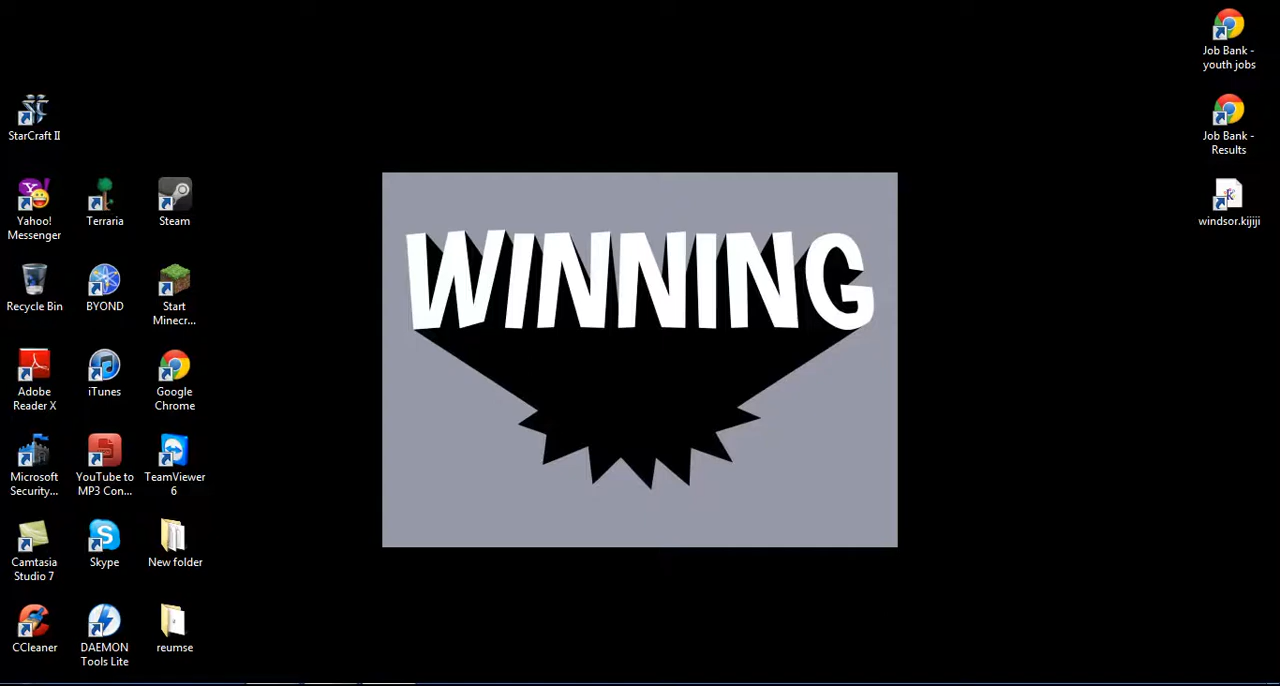 StarCraft II
Yahoo!
Messenger
Terraria
Steam
Recycle Bin
BYOND
Start
Minecr...
Adobe
Reader X
iTunes
Google
Chrome
Microsoft
Security...
YouTube to
MP3 Con...
TeamViewer
6
Camtasia
Studio 7
Skype
New folder
CCleaner
DAEMON
Tools Lite
reumse
WINNING
Job Bank -
youth jobs
Job Bank -
Results
windsor.kijiji